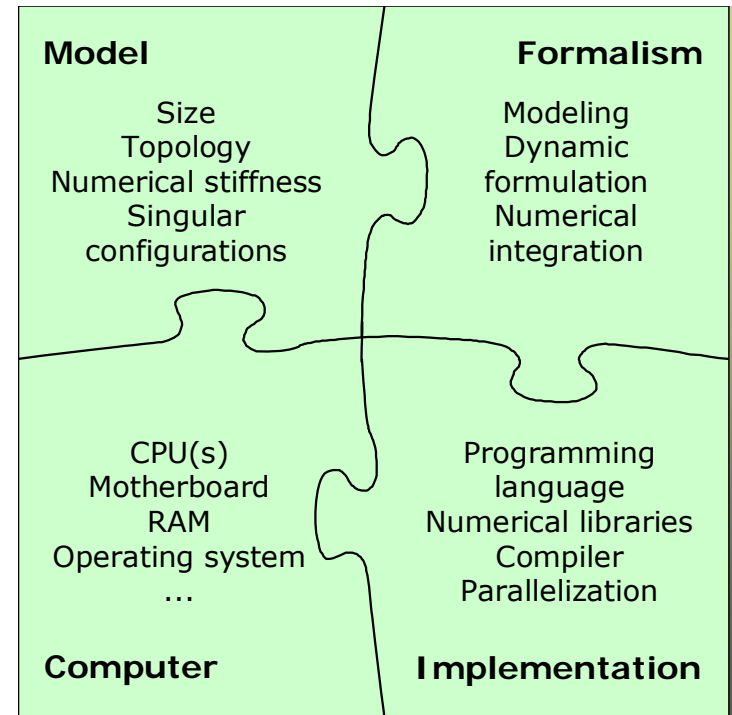 Model
Size
Topology
Numerical stiffness
Singular
configurations
Formalism
Modeling
Dynamic
formulation
Numerical
integration
CPU(s)
Motherboard
RAM
Operating system
...
Computer
Programming
language
Numerical libraries
Compiler
Parallelization
Implementation